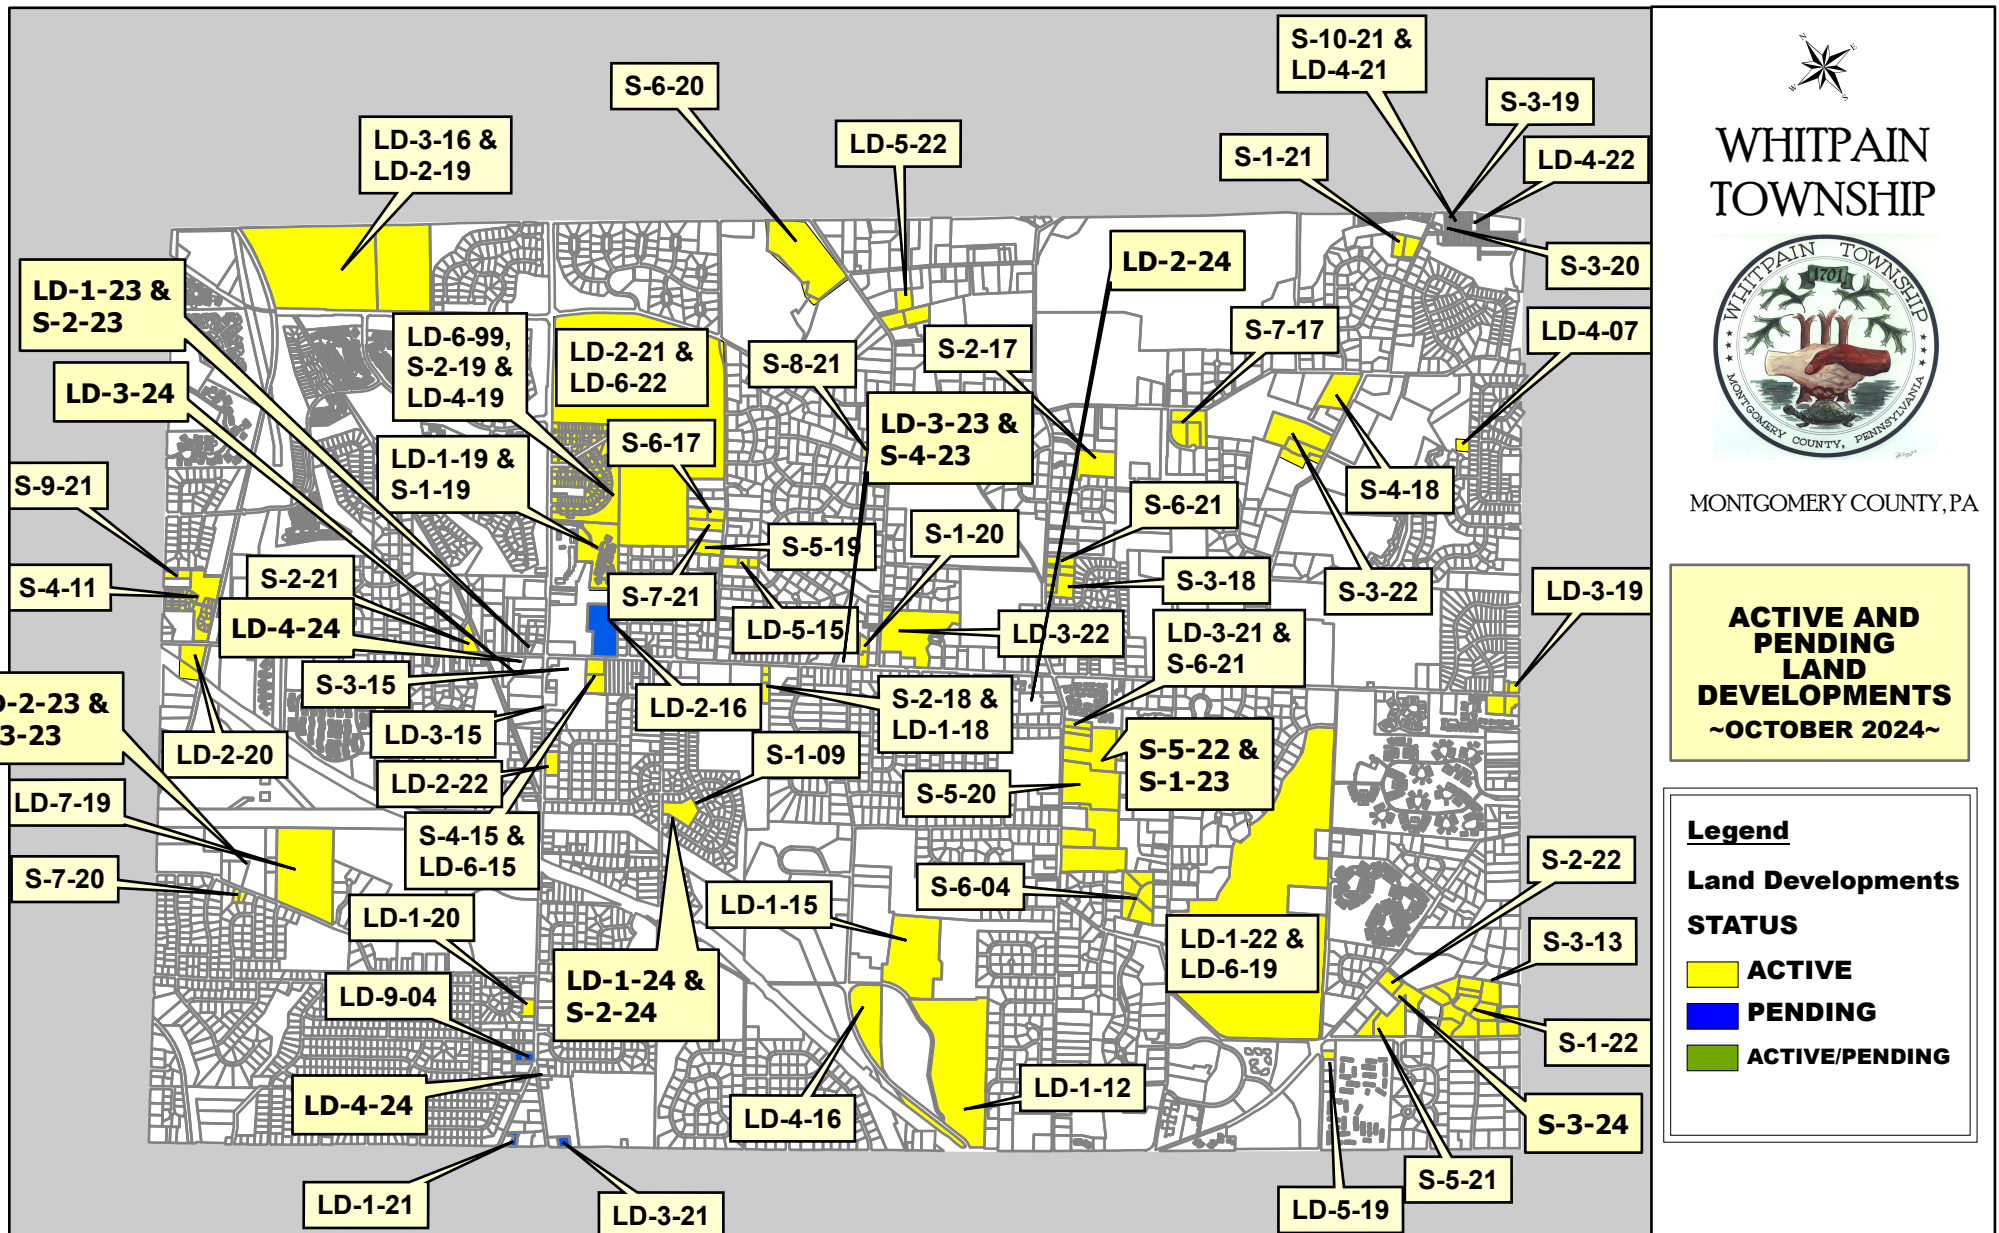 S-10-21 &
LD-4-21
S-6-20
S-3-19
LD-3-16 &
LD-2-19
LD-5-22
S-1-21
LD-4-22
LD-2-24
S-3-20
LD-1-23 &
S-2-23
LD-6-99,
S-2-19 &
LD-4-19
LD-2-21 &
LD-6-22
S-8-21
S-2-17
S-7-17
LD-4-07
LD-3-24
LD-3-23 &
S-4-23
S-6-17
LD-1-19 &
S-1-19
S-9-21
S-4-18
S-6-21
S-1-20
S-5-19
S-4-11
S-2-21
S-7-21
S-3-18
S-3-22
LD-3-19
LD-4-24
LD-5-15
LD-3-22
LD-3-21 &
S-6-21
S-3-15
D-2-23 &
3-23
LD-2-16
S-2-18 &
LD-1-18
LD-3-15
LD-2-20
S-1-09
S-5-22 &
S-1-23
LD-2-22
S-5-20
LD-7-19
S-4-15 &
LD-6-15
S-7-20
S-2-22
S-6-04
LD-1-15
LD-1-20
LD-1-22 &
LD-6-19
S-3-13
LD-9-04
LD-1-24 &
S-2-24
S-1-22
LD-4-24
LD-4-16
LD-1-12
S-3-24
LD-1-21
LD-3-21
S-5-21
LD-5-19
N
E
W
S
WHITPAIN
TOWNSHIP
WHITPAIN TOWNSHIP
1701
MONTGOMERY COUNTY, PENNSYLVANIA
MONTGOMERY COUNTY, PA
ACTIVE AND
PENDING
LAND
DEVELOPMENTS
~OCTOBER 2024~
Legend
Land Developments
STATUS
ACTIVE
PENDING
ACTIVE/PENDING